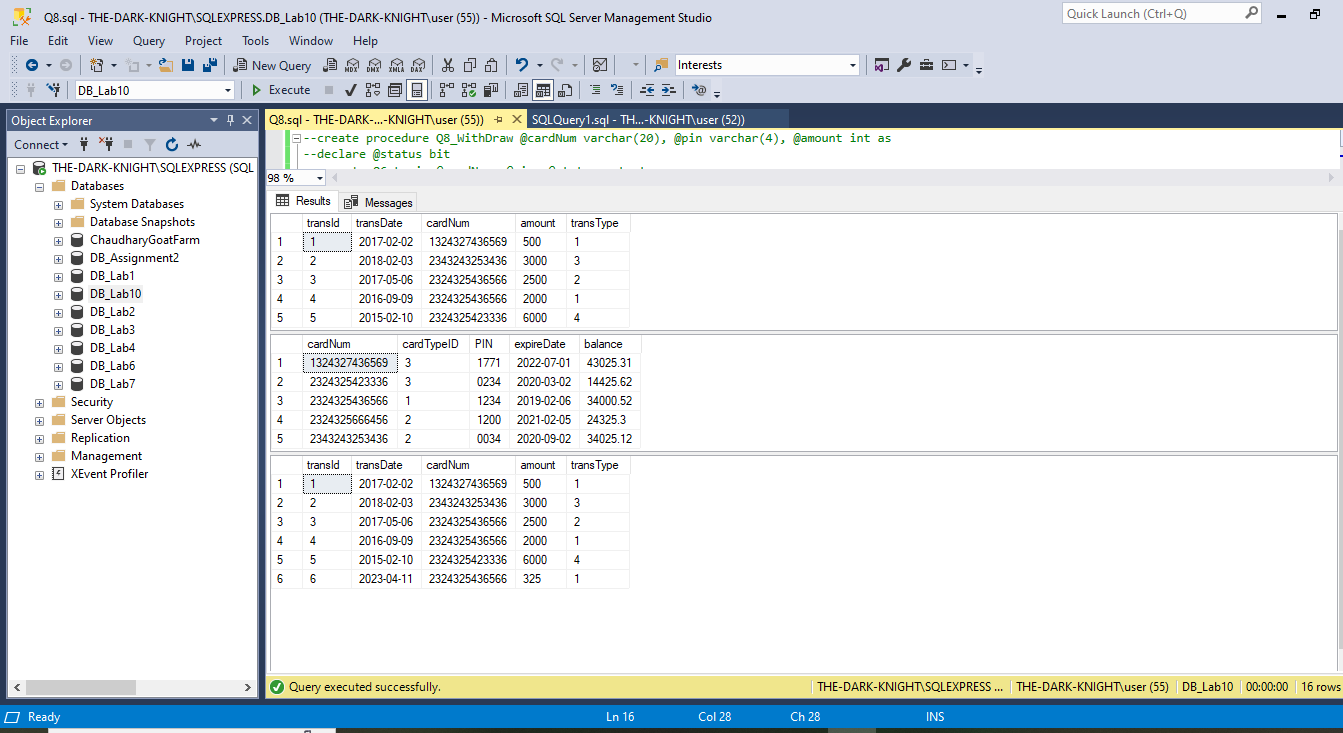 Q8.sql - THE-DARK-KNIGHT\SQLEXPRESS.DB_Lab10 (THE-DARK-KNIGHT\user (55)) - Microsoft SQL Server Management Studio
Quick Launch (Ctrl+Q)
File Edit View Query Project Tools Window Help
New Query MDX DMX XMLA DAX Interests
DB_Lab10 Execute
Object Explorer
Q8.sql - THE-DARK-...-KNIGHT\user (55)) SQLQuery1.sql - TH...-KNIGHT\user (52))
Connect
--create procedure Q8_WithDraw @cardNum varchar(20), @pin varchar(4), @amount int as
--declare @status bit
98 %
THE-DARK-KNIGHT\SQLEXPRESS (SQL
Databases
System Databases
Database Snapshots
ChaudharyGoatFarm
DB_Assignment2
DB_Lab1
DB_Lab10
DB_Lab2
DB_Lab3
DB_Lab4
DB_Lab6
DB_Lab7
Security
Server Objects
Replication
Management
XEvent Profiler
Results Messages
transId transDate cardNum amount transType
1 1 2017-02-02 1324327436569 500 1
2 2 2018-02-03 2343243253436 3000 3
3 3 2017-05-06 2324325436566 2500 2
4 4 2016-09-09 2324325436566 2000 1
5 5 2015-02-10 2324325423336 6000 4
cardNum cardTypeID PIN expireDate balance
1 1324327436569 3 1771 2022-07-01 43025.31
2 2324325423336 3 0234 2020-03-02 14425.62
3 2324325436566 1 1234 2019-02-06 34000.52
4 2324325666456 2 1200 2021-02-05 24325.3
5 2343243253436 2 0034 2020-09-02 34025.12
transId transDate cardNum amount transType
1 1 2017-02-02 1324327436569 500 1
2 2 2018-02-03 2343243253436 3000 3
3 3 2017-05-06 2324325436566 2500 2
4 4 2016-09-09 2324325436566 2000 1
5 5 2015-02-10 2324325423336 6000 4
6 6 2023-04-11 2324325436566 325 1
Query executed successfully. THE-DARK-KNIGHT\SQLEXPRESS ... THE-DARK-KNIGHT\user (55) DB_Lab10 00:00:00 16 rows
Ready Ln 16 Col 28 Ch 28 INS